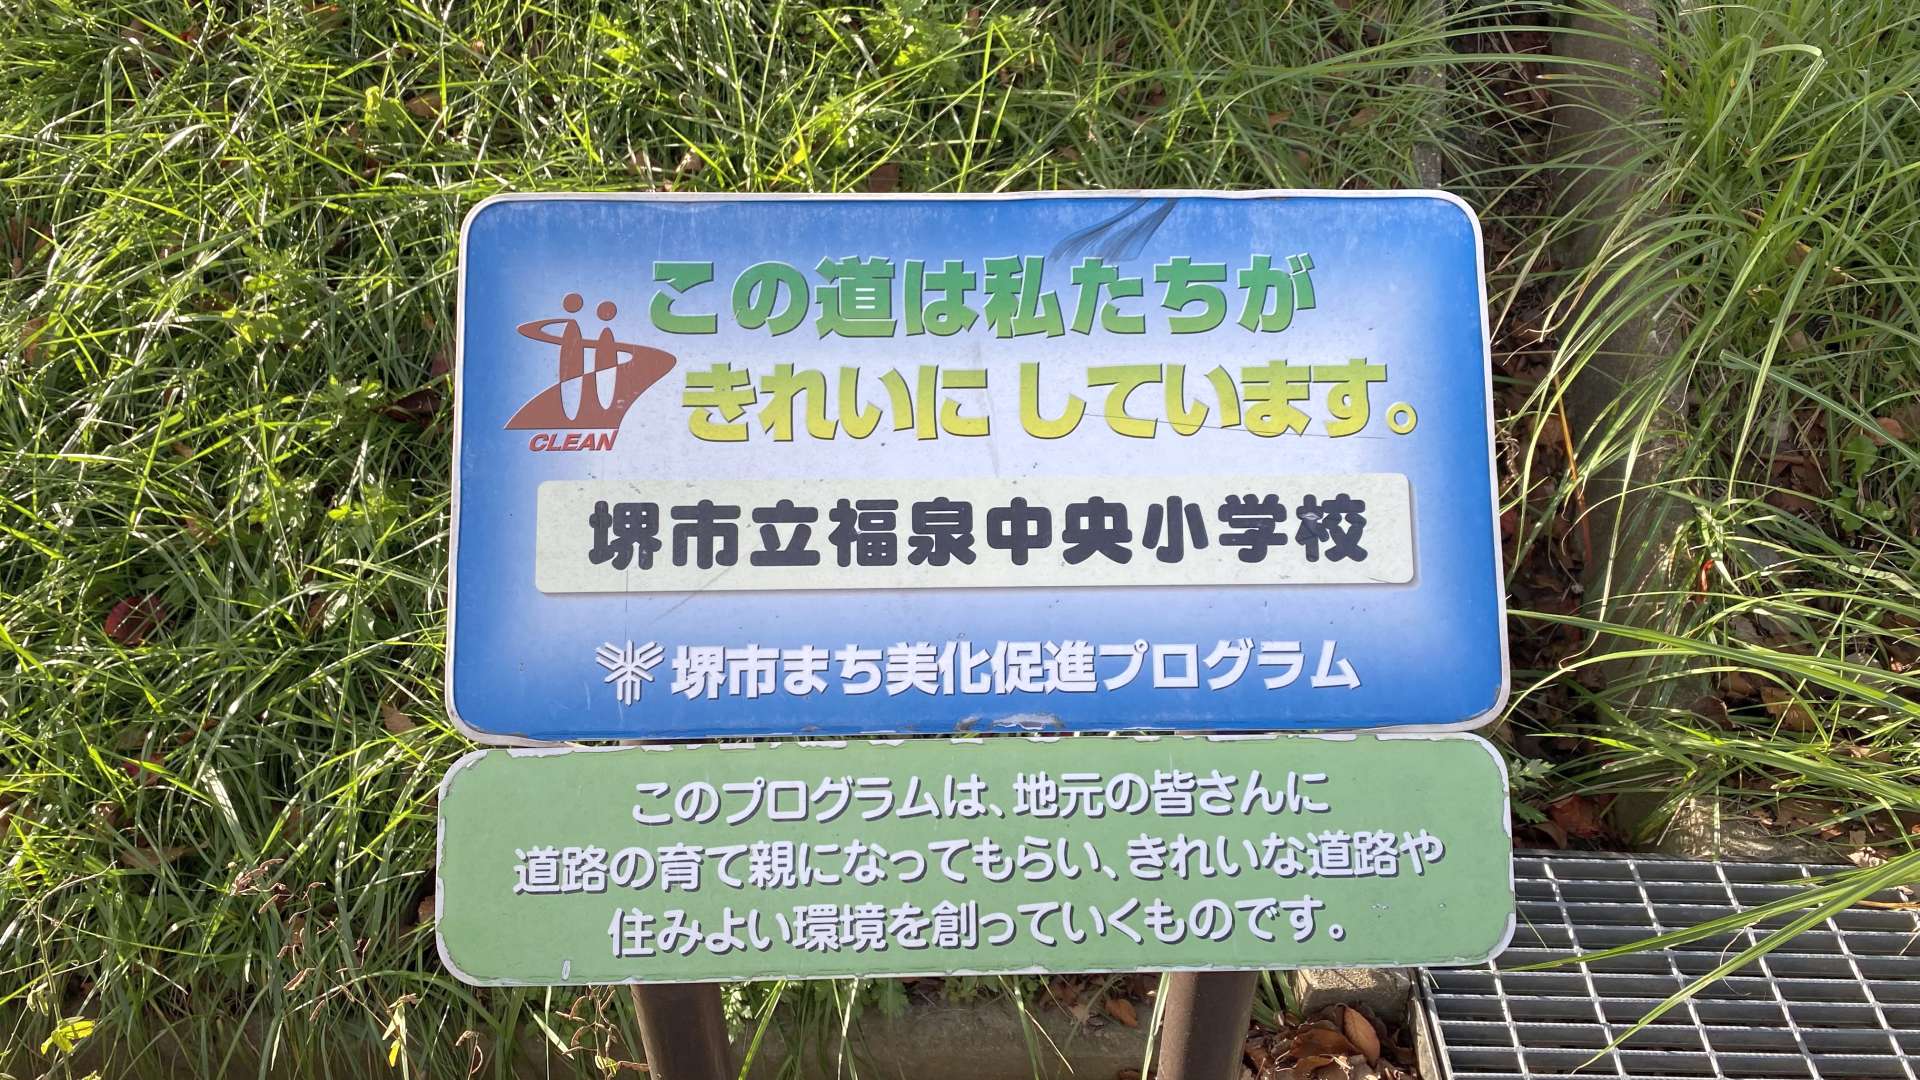 この道は私たちが
きれいにしています。
CLEAN
堺市立福泉中央小学校
堺市まち美化促進プログラム
このプログラムは、地元の皆さんに
道路の育て親になってもらい、きれいな道路や
住みよい環境を創っていくものです。